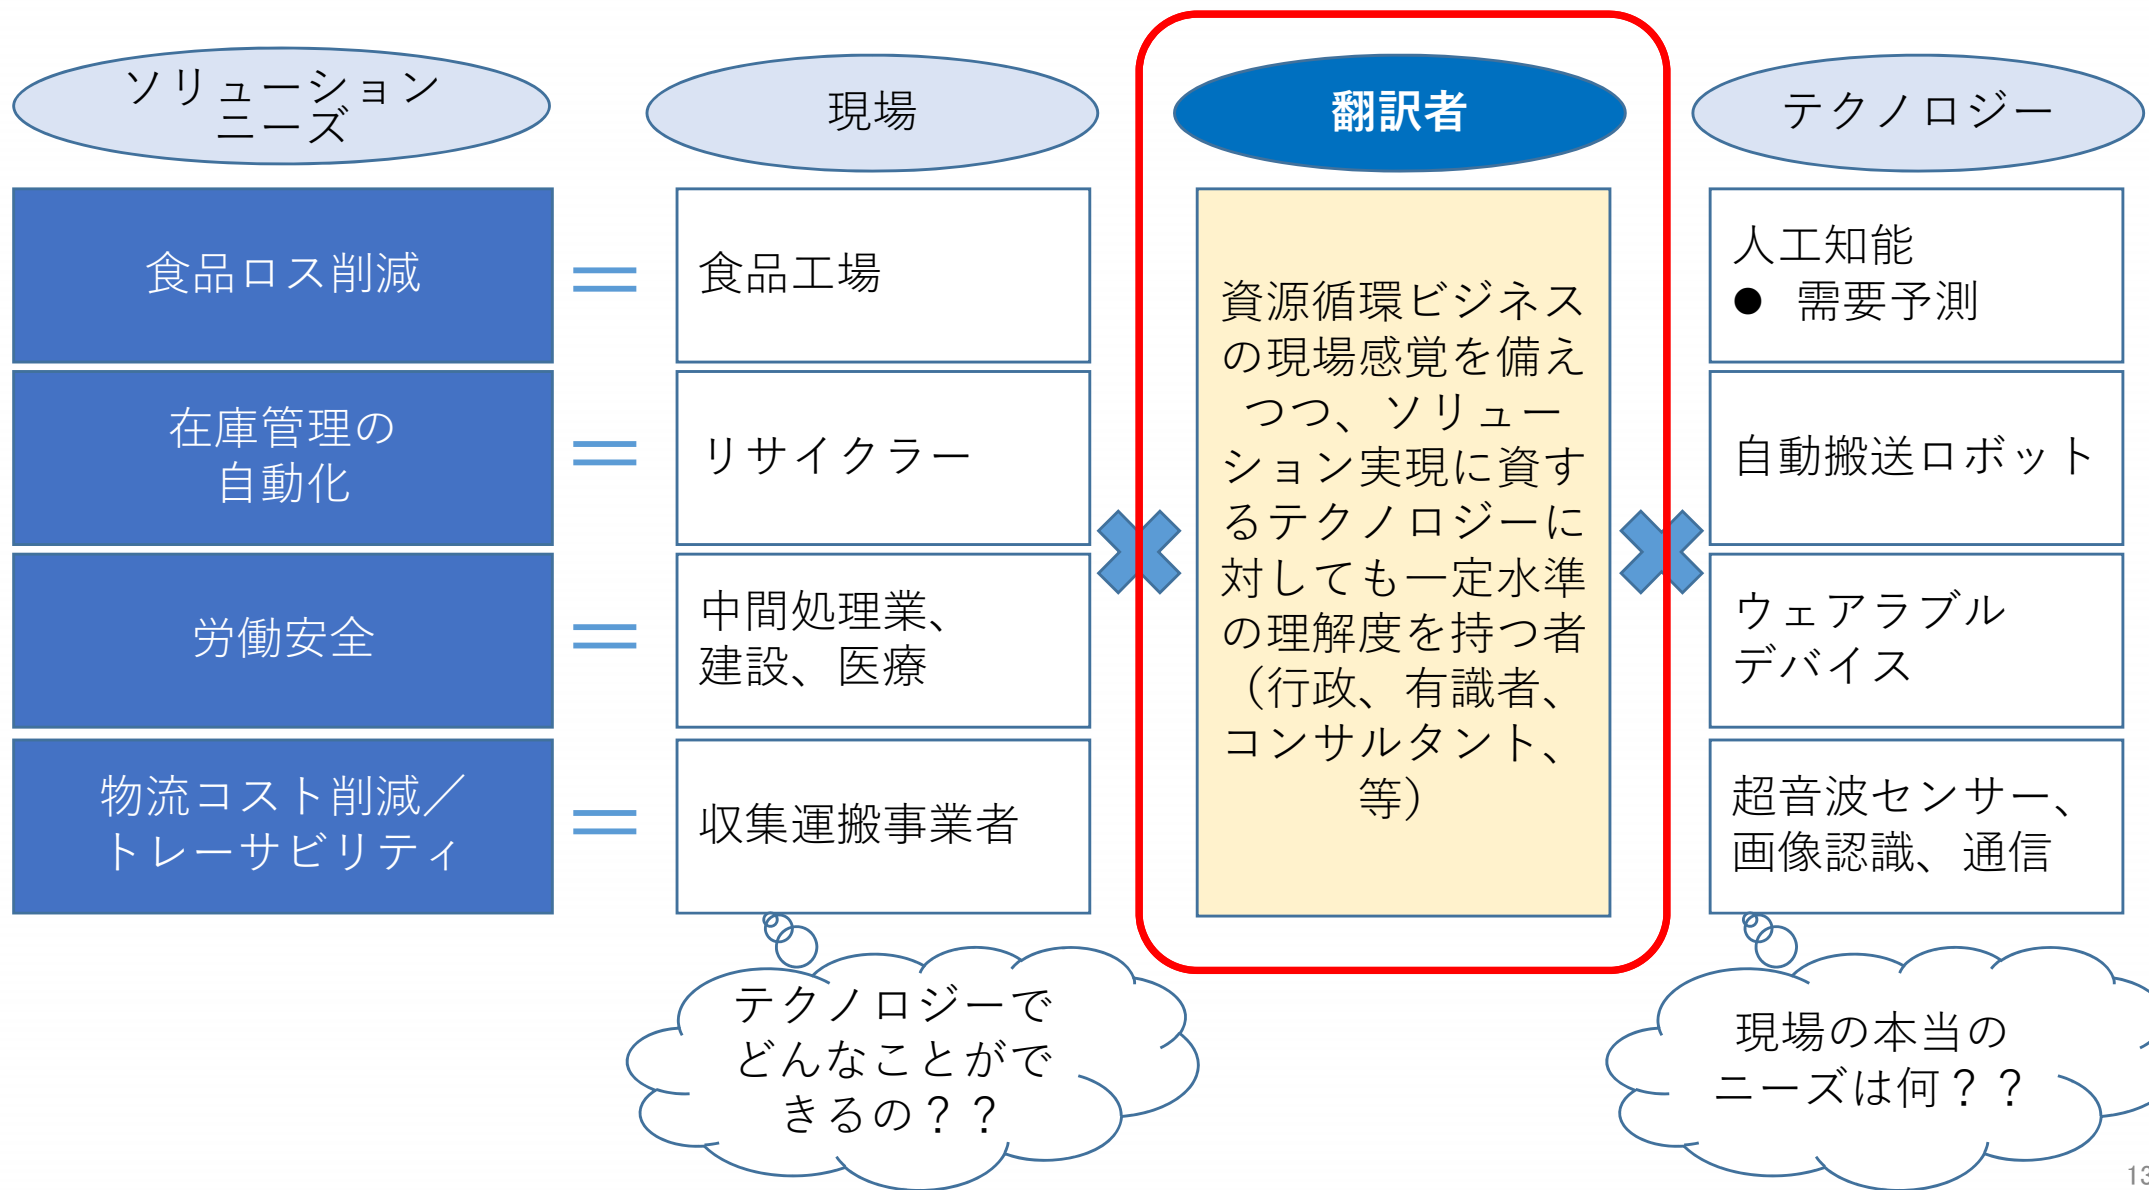 ソリューション
ニーズ
現場
翻訳者
テクノロジー
食品ロス削減
食品工場
人工知能
● 需要予測
在庫管理の
自動化
リサイクラー
自動搬送ロボット
労働安全
中間処理業、
建設、医療
ウェアラブル
デバイス
物流コスト削減／
トレーサビリティ
収集運搬事業者
超音波センサー、
画像認識、通信
資源循環ビジネス
の現場感覚を備え
つつ、ソリュー
ション実現に資す
るテクノロジーに
対しても一定水準
の理解度を持つ者
（行政、有識者、
コンサルタント、
等）
テクノロジーで
どんなことがで
きるの？？
現場の本当の
ニーズは何？？
13